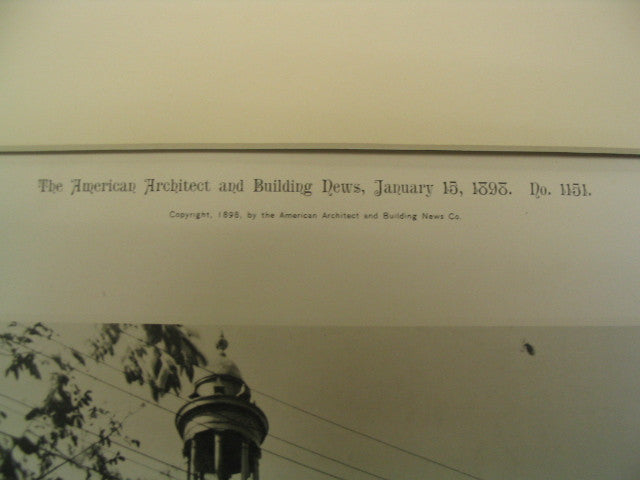 The American Architect and Building News, January 15, 1898. No. 1151.
Copyright, 1898, by the American Architect and Building News Co.